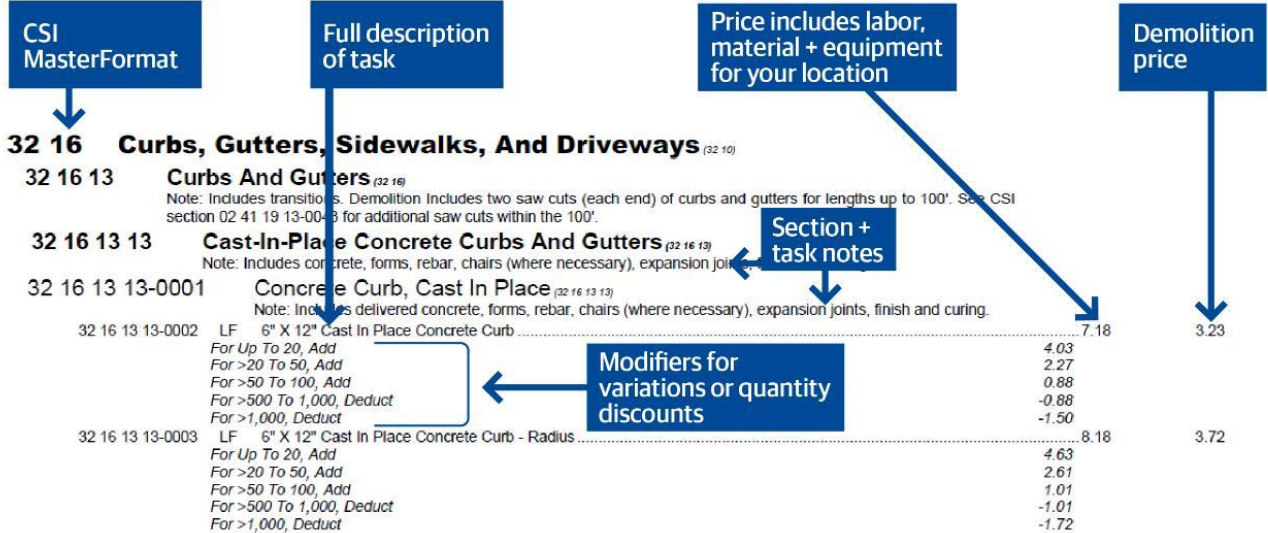 CSI
MasterFormat
Full description
of task
Price includes labor,
material + equipment
for your location
Demolition
price
32 16 Curbs, Gutters, Sidewalks, And Driveways (32 10)
32 16 13 Curbs And Gutters (32 16)
Note: Includes transitions. Demolition Includes two saw cuts (each end) of curbs and gutters for lengths up to 100'. See CSI
section 02 41 19 13-0043 for additional saw cuts within the 100'.
Section +
task notes
32 16 13 13 Cast-In-Place Concrete Curbs And Gutters (32 16 13)
Note: Includes concrete, forms, rebar, chairs (where necessary), expansion joints,
32 16 13 13-0001 Concrete Curb, Cast In Place (32 16 13 13)
Note: Includes delivered concrete, forms, rebar, chairs (where necessary), expansion joints, finish and curing.
32 16 13 13-0002 LF 6" X 12" Cast In Place Concrete Curb 7.18 3.23
For Up To 20, Add 4.03
For >20 To 50, Add 2.27
For >50 To 100, Add 0.88
For >500 To 1,000, Deduct -0.88
For >1,000, Deduct -1.50
Modifiers for
variations or quantity
discounts
32 16 13 13-0003 LF 6" X 12" Cast In Place Concrete Curb - Radius 8.18 3.72
For Up To 20, Add 4.63
For >20 To 50, Add 2.61
For >50 To 100, Add 1.01
For >500 To 1,000, Deduct -1.01
For >1,000, Deduct -1.72